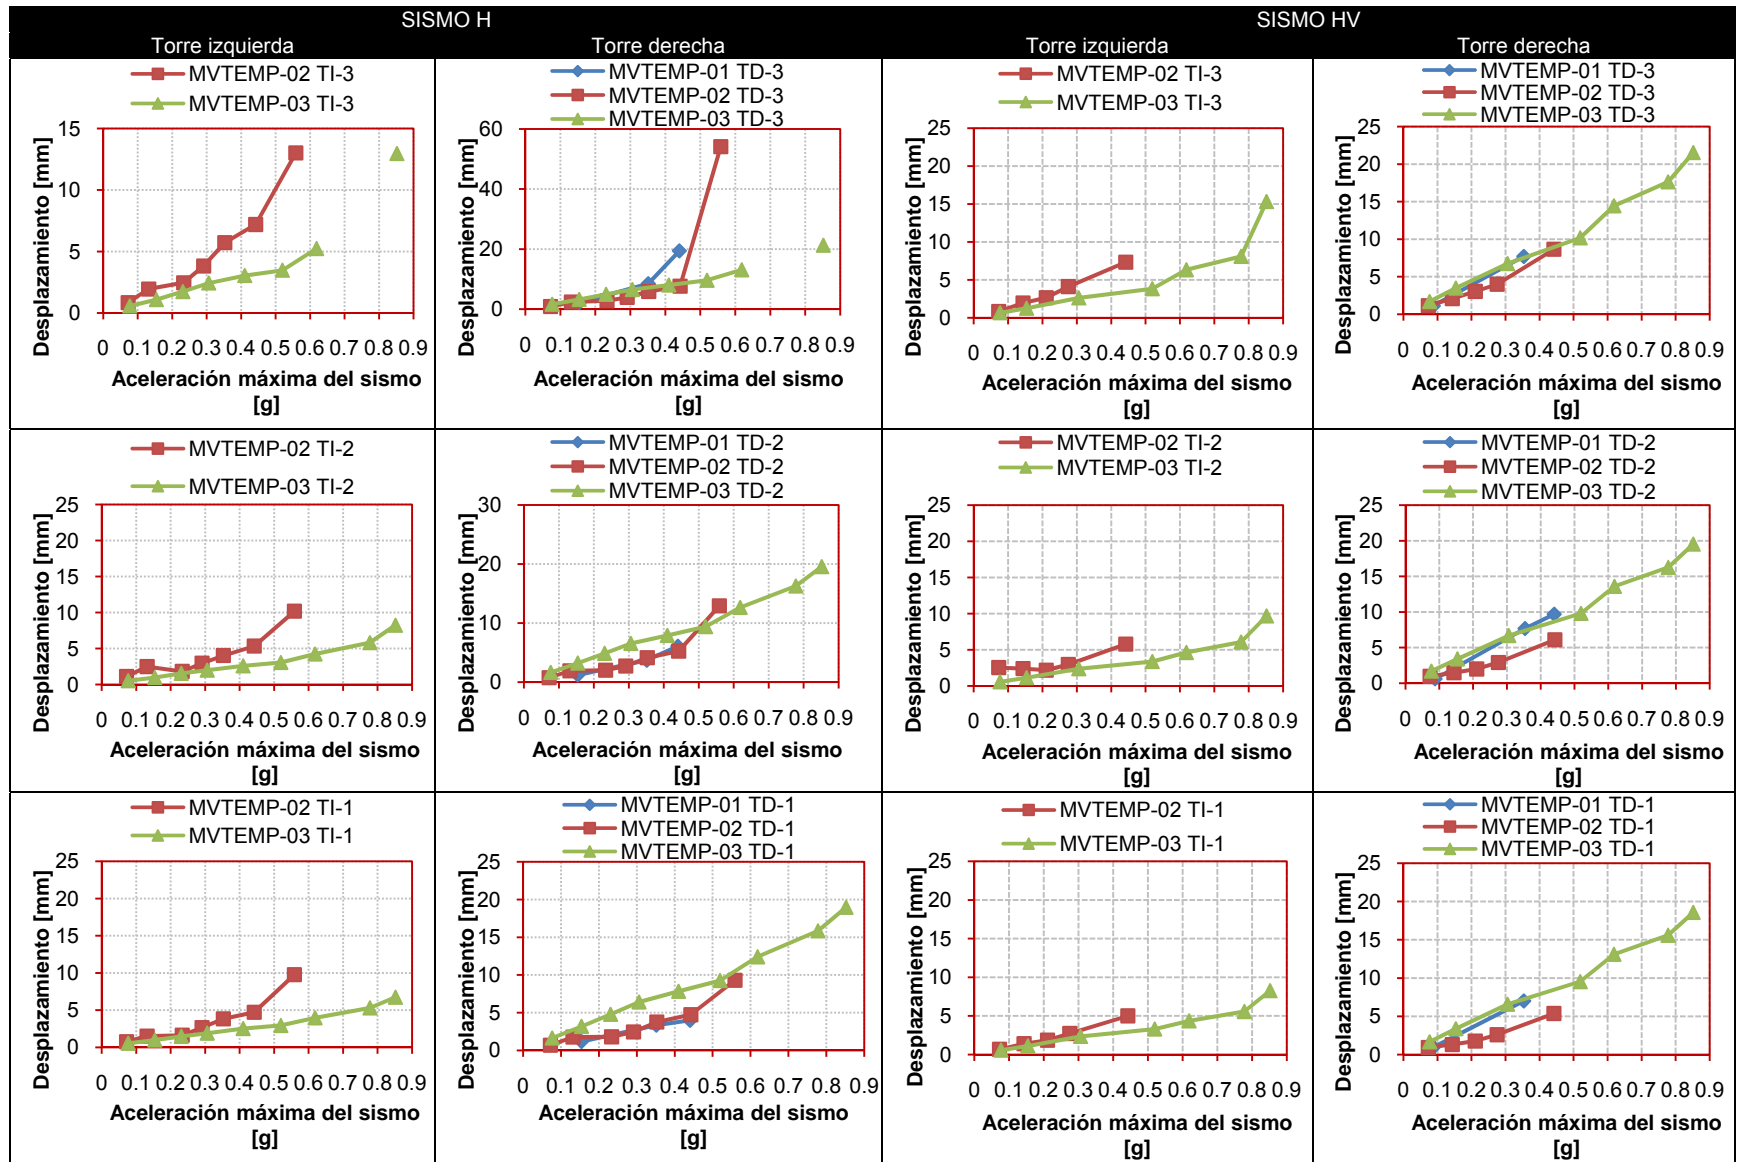 SISMO H
SISMO HV
Torre izquierda
Torre derecha
Torre izquierda
Torre derecha
MVTEMP-02 TI-3
MVTEMP-03 TI-3
15
10
5
0
0 0.1 0.2 0.3 0.4 0.5 0.6 0.7 0.8 0.9
Desplazamiento [mm]
Aceleración máxima del sismo
[g]
MVTEMP-01 TD-3
MVTEMP-02 TD-3
MVTEMP-03 TD-3
60
40
20
0
0 0.1 0.2 0.3 0.4 0.5 0.6 0.7 0.8 0.9
Desplazamiento [mm]
Aceleración máxima del sismo
[g]
MVTEMP-02 TI-3
MVTEMP-03 TI-3
25
20
15
10
5
0
0 0.1 0.2 0.3 0.4 0.5 0.6 0.7 0.8 0.9
Desplazamiento [mm]
Aceleración máxima del sismo
[g]
MVTEMP-01 TD-3
MVTEMP-02 TD-3
MVTEMP-03 TD-3
25
20
15
10
5
0
0 0.1 0.2 0.3 0.4 0.5 0.6 0.7 0.8 0.9
Desplazamiento [mm]
Aceleración máxima del sismo
[g]
MVTEMP-02 TI-2
MVTEMP-03 TI-2
25
20
15
10
5
0
0 0.1 0.2 0.3 0.4 0.5 0.6 0.7 0.8 0.9
Desplazamiento [mm]
Aceleración máxima del sismo
[g]
MVTEMP-01 TD-2
MVTEMP-02 TD-2
MVTEMP-03 TD-2
30
20
10
0
0 0.1 0.2 0.3 0.4 0.5 0.6 0.7 0.8 0.9
Desplazamiento [mm]
Aceleración máxima del sismo
[g]
MVTEMP-02 TI-2
MVTEMP-03 TI-2
25
20
15
10
5
0
0 0.1 0.2 0.3 0.4 0.5 0.6 0.7 0.8 0.9
Desplazamiento [mm]
Aceleración máxima del sismo
[g]
MVTEMP-01 TD-2
MVTEMP-02 TD-2
MVTEMP-03 TD-2
25
20
15
10
5
0
0 0.1 0.2 0.3 0.4 0.5 0.6 0.7 0.8 0.9
Desplazamiento [mm]
Aceleración máxima del sismo
[g]
MVTEMP-02 TI-1
MVTEMP-03 TI-1
25
20
15
10
5
0
0 0.1 0.2 0.3 0.4 0.5 0.6 0.7 0.8 0.9
Desplazamiento [mm]
Aceleración máxima del sismo
[g]
MVTEMP-01 TD-1
MVTEMP-02 TD-1
MVTEMP-03 TD-1
25
20
15
10
5
0
0 0.1 0.2 0.3 0.4 0.5 0.6 0.7 0.8 0.9
Desplazamiento [mm]
Aceleración máxima del sismo
[g]
MVTEMP-02 TI-1
MVTEMP-03 TI-1
25
20
15
10
5
0
0 0.1 0.2 0.3 0.4 0.5 0.6 0.7 0.8 0.9
Desplazamiento [mm]
Aceleración máxima del sismo
[g]
MVTEMP-01 TD-1
MVTEMP-02 TD-1
MVTEMP-03 TD-1
25
20
15
10
5
0
0 0.1 0.2 0.3 0.4 0.5 0.6 0.7 0.8 0.9
Desplazamiento [mm]
Aceleración máxima del sismo
[g]